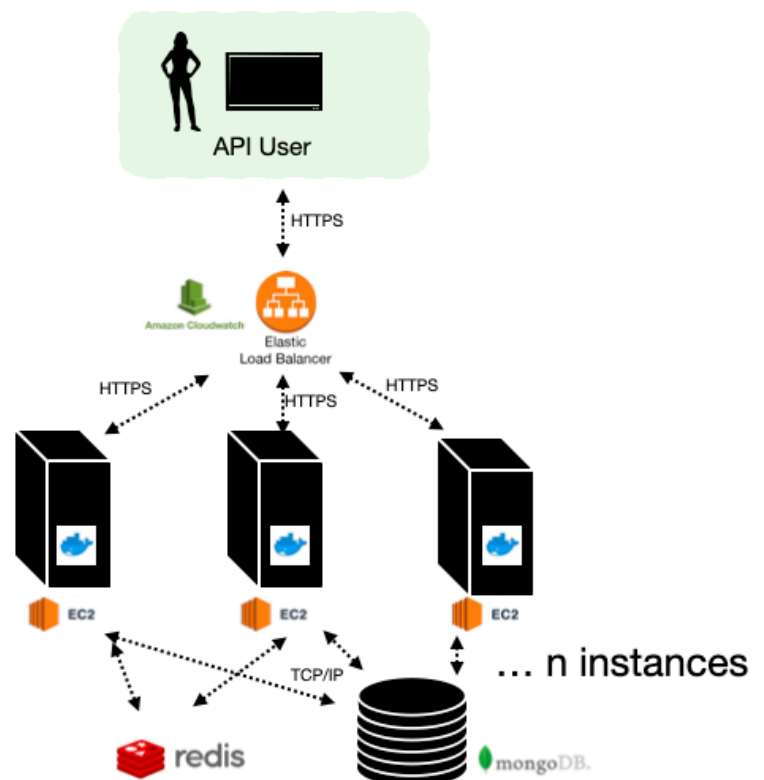 API User
HTTPS
Amazon Cloudwatch
Elastic
Load Balancer
HTTPS
HTTPS
HTTPS
EC2
EC2
EC2
TCP/IP
... n instances
redis
mongoDB.